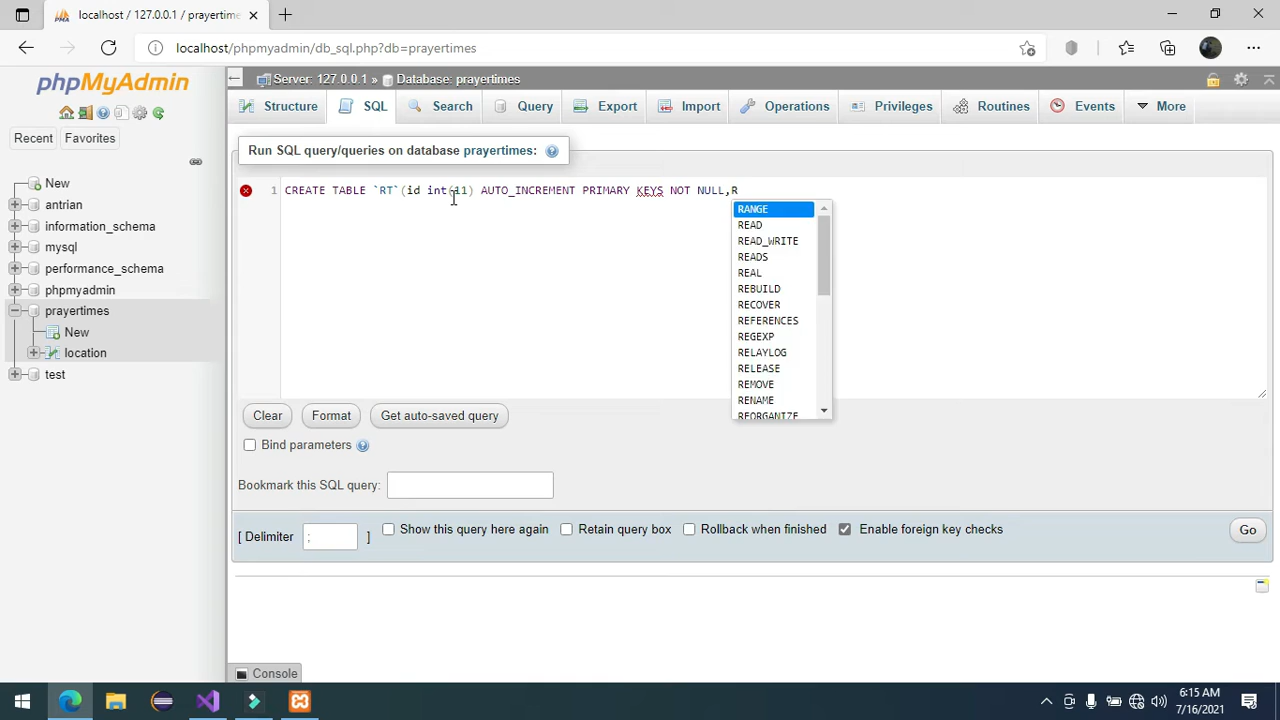 localhost / 127.0.0.1 / prayertime
localhost/phpmyadmin/db_sql.php?db=prayertimes
phpMyAdmin
Server: 127.0.0.1 » Database: prayertimes
Structure SQL Search Query Export Import Operations Privileges Routines Events More
Recent Favorites
Run SQL query/queries on database prayertimes:
New
antrian
information_schema
mysql
performance_schema
phpmyadmin
prayertimes
New
location
test
1 CREATE TABLE `RT`(id int(11) AUTO_INCREMENT PRIMARY KEYS NOT NULL,R
RANGE
READ
READ_WRITE
READS
REAL
REBUILD
RECOVER
REFERENCES
REGEXP
RELAYLOG
RELEASE
REMOVE
RENAME
REORGANIZE
Clear Format Get auto-saved query
Bind parameters
Bookmark this SQL query:
[ Delimiter ; ] Show this query here again Retain query box Rollback when finished Enable foreign key checks Go
Console
6:15 AM
7/16/2021